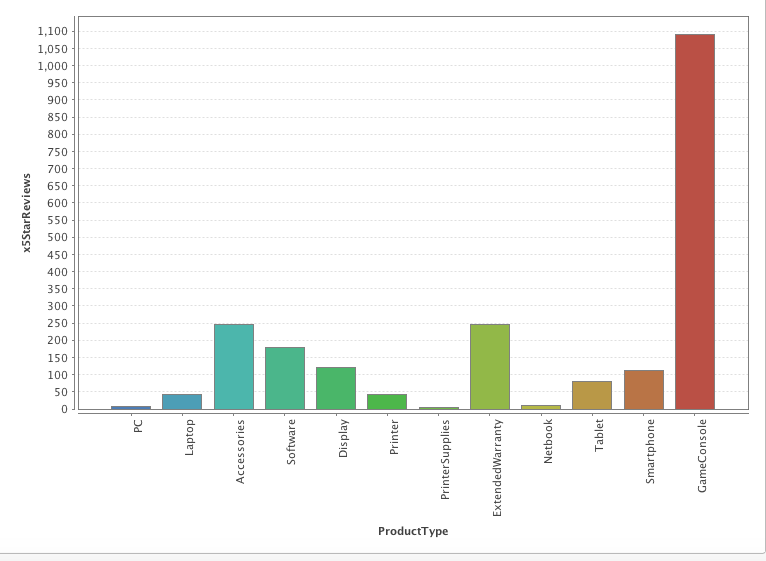 1,100
1,050
1,000
950
900
850
800
750
700
650
600
550
500
450
400
350
300
250
200
150
100
50
0
x5StarReviews
PC
Laptop
Accessories
Software
Display
Printer
PrinterSupplies
ExtendedWarranty
Netbook
Tablet
Smartphone
GameConsole
ProductType